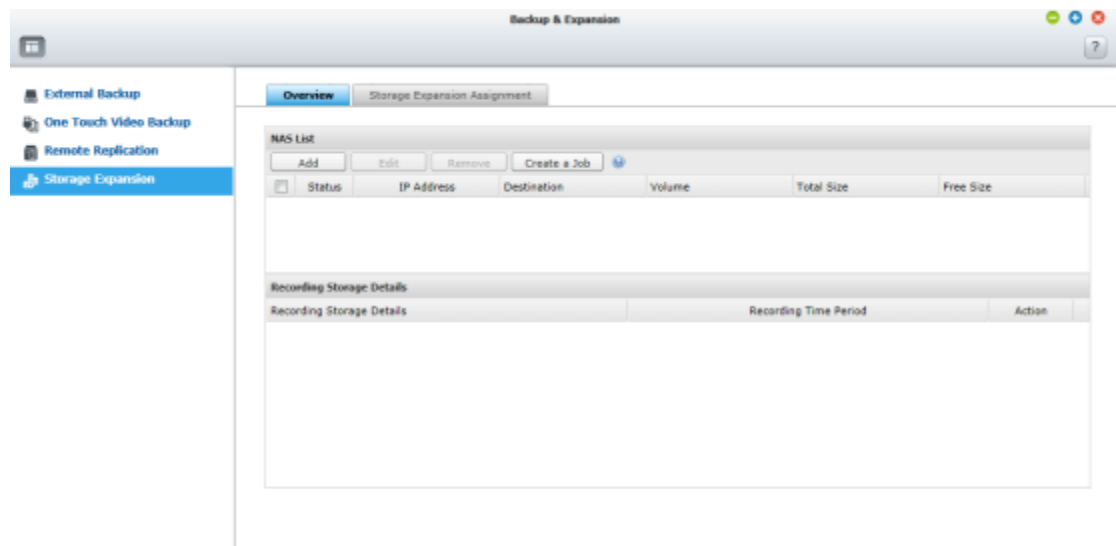 Backup & Expansion
?
External Backup
One Touch Video Backup
Remote Replication
Storage Expansion
Overview Storage Expansion Assignment
NAS List
Add Edit Remove Create a Job
Status IP Address Destination Volume Total Size Free Size
Recording Storage Details
Recording Storage Details Recording Time Period Action